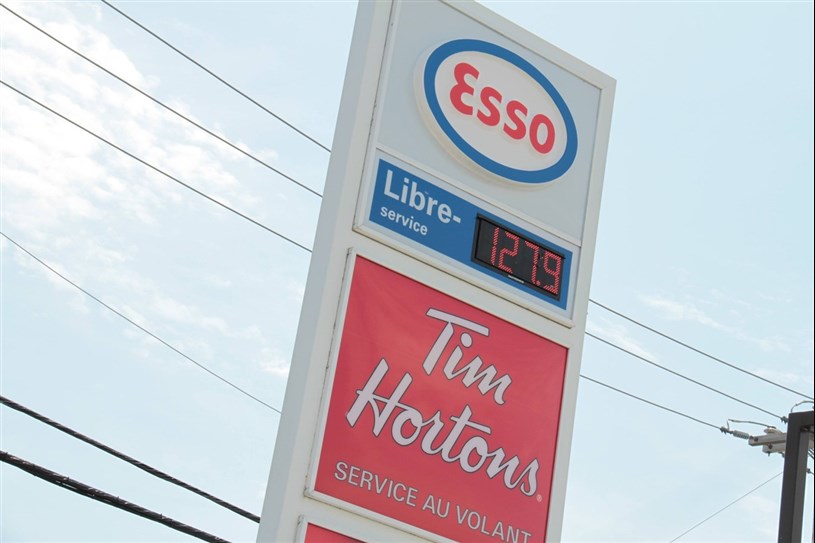 Esso
Libre-
service
127.9
Tim
Hortons
SERVICE AU VOLANT